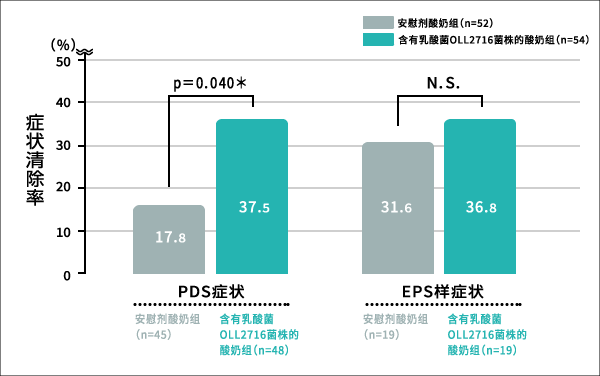 安慰剂酸奶组（n=52）
含有乳酸菌OLL2716菌株的酸奶组（n=54）
（%）
50
40
30
20
10
0
症状清除率
p＝0.040＊
N.S.
17.8
37.5
31.6
36.8
PDS症状
EPS样症状
安慰剂酸奶组
（n=45）
含有乳酸菌
OLL2716菌株的
酸奶组（n=48）
安慰剂酸奶组
（n=19）
含有乳酸菌
OLL2716菌株的
酸奶组（n=19）